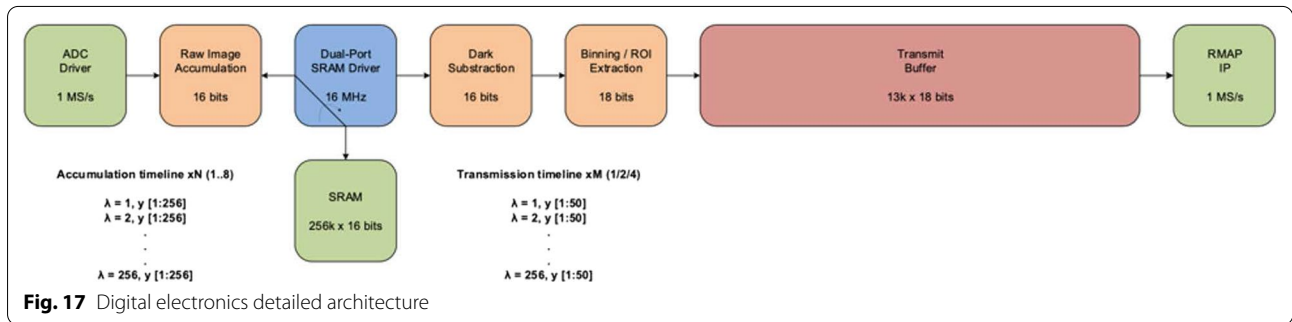 ADC
Driver
1 MS/s
Raw Image
Accumulation
16 bits
Dual-Port
SRAM Driver
16 MHz
Dark
Substraction
16 bits
Binning / ROI
Extraction
18 bits
Transmit
Buffer
13k x 18 bits
RMAP
IP
1 MS/s
Accumulation timeline xN (1..8)
λ = 1, y [1:256]
λ = 2, y [1:256]
.
.
.
λ = 256, y [1:256]
SRAM
256k x 16 bits
Transmission timeline xM (1/2/4)
λ = 1, y [1:50]
λ = 2, y [1:50]
.
.
.
λ = 256, y [1:50]
Fig. 17 Digital electronics detailed architecture